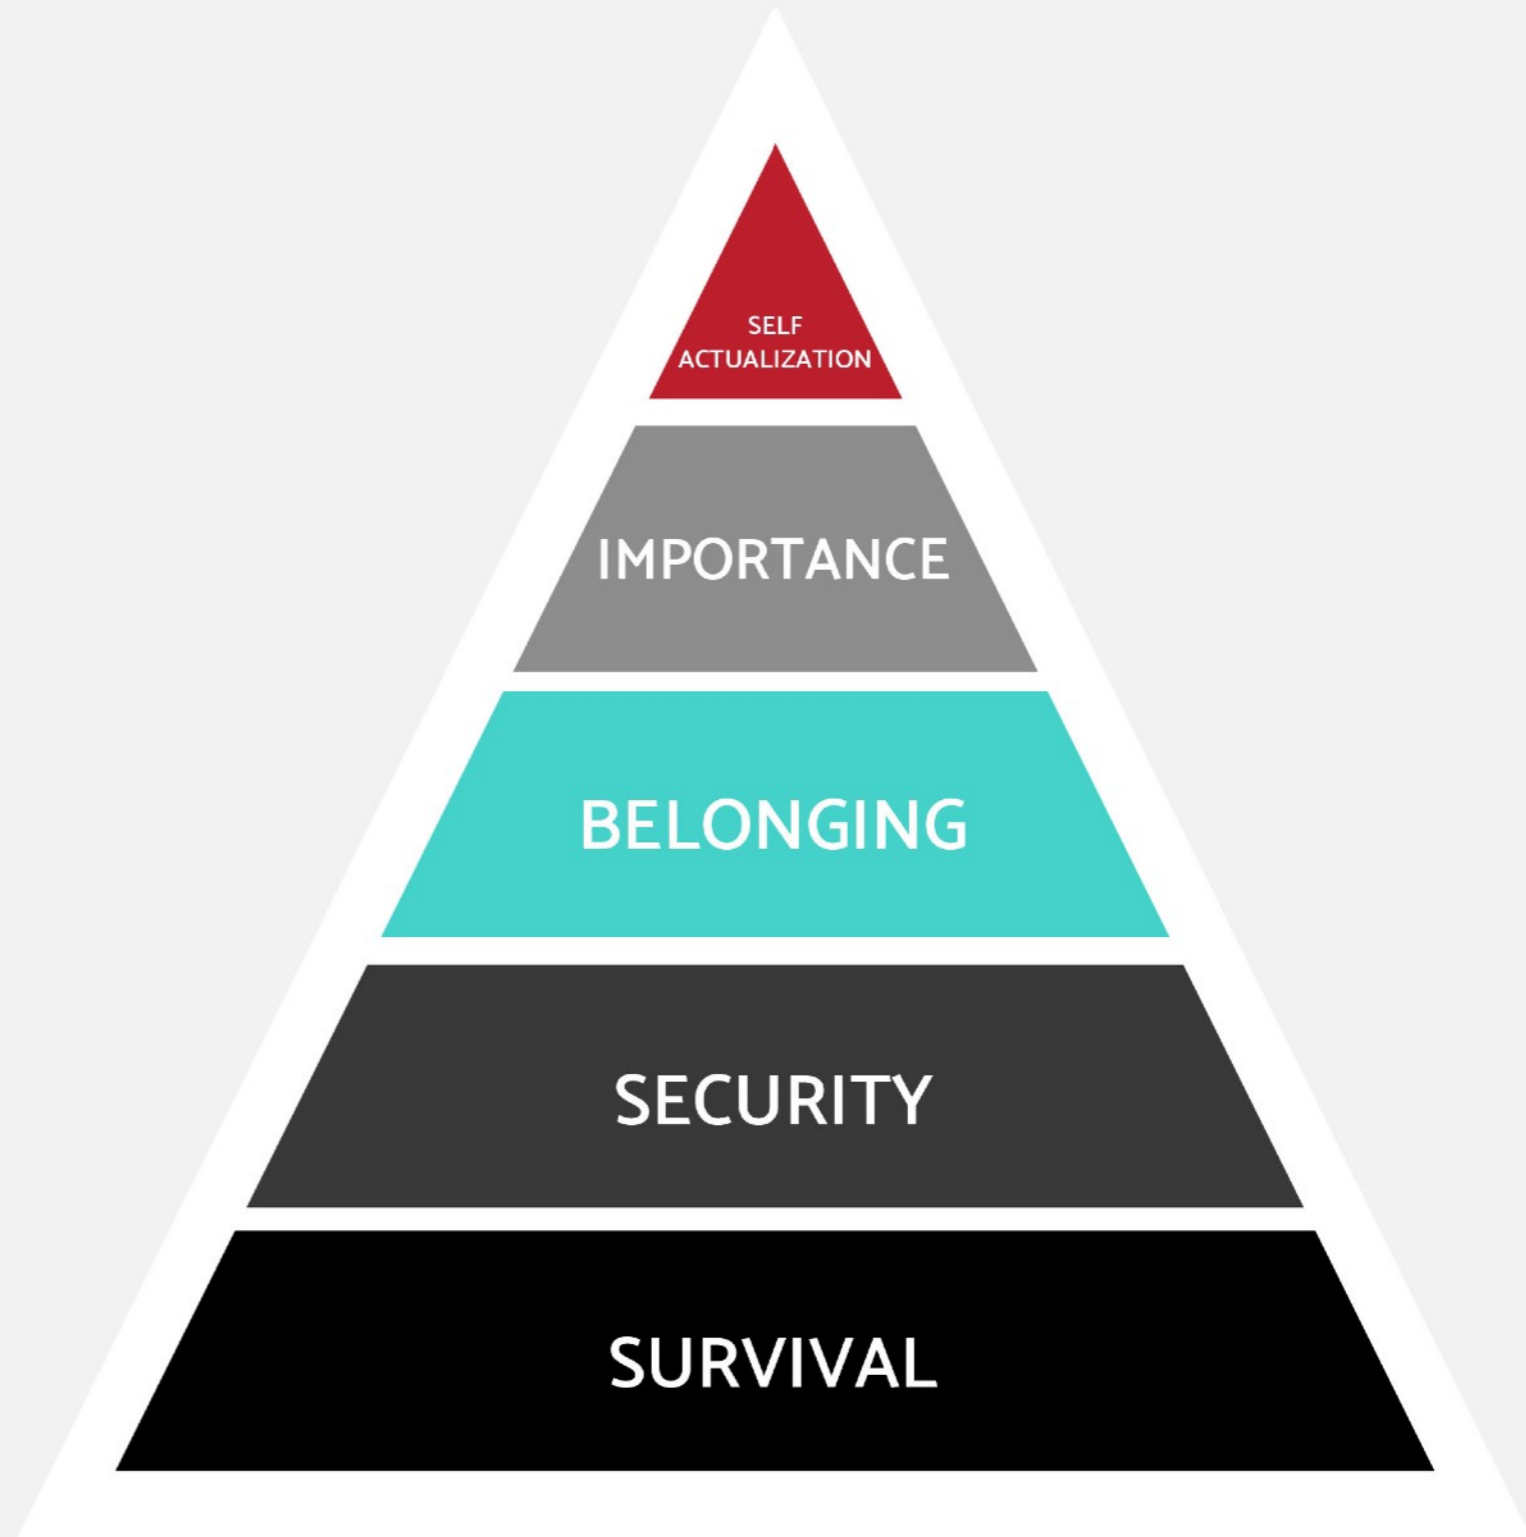 SELF
ACTUALIZATION
IMPORTANCE
BELONGING
SECURITY
SURVIVAL